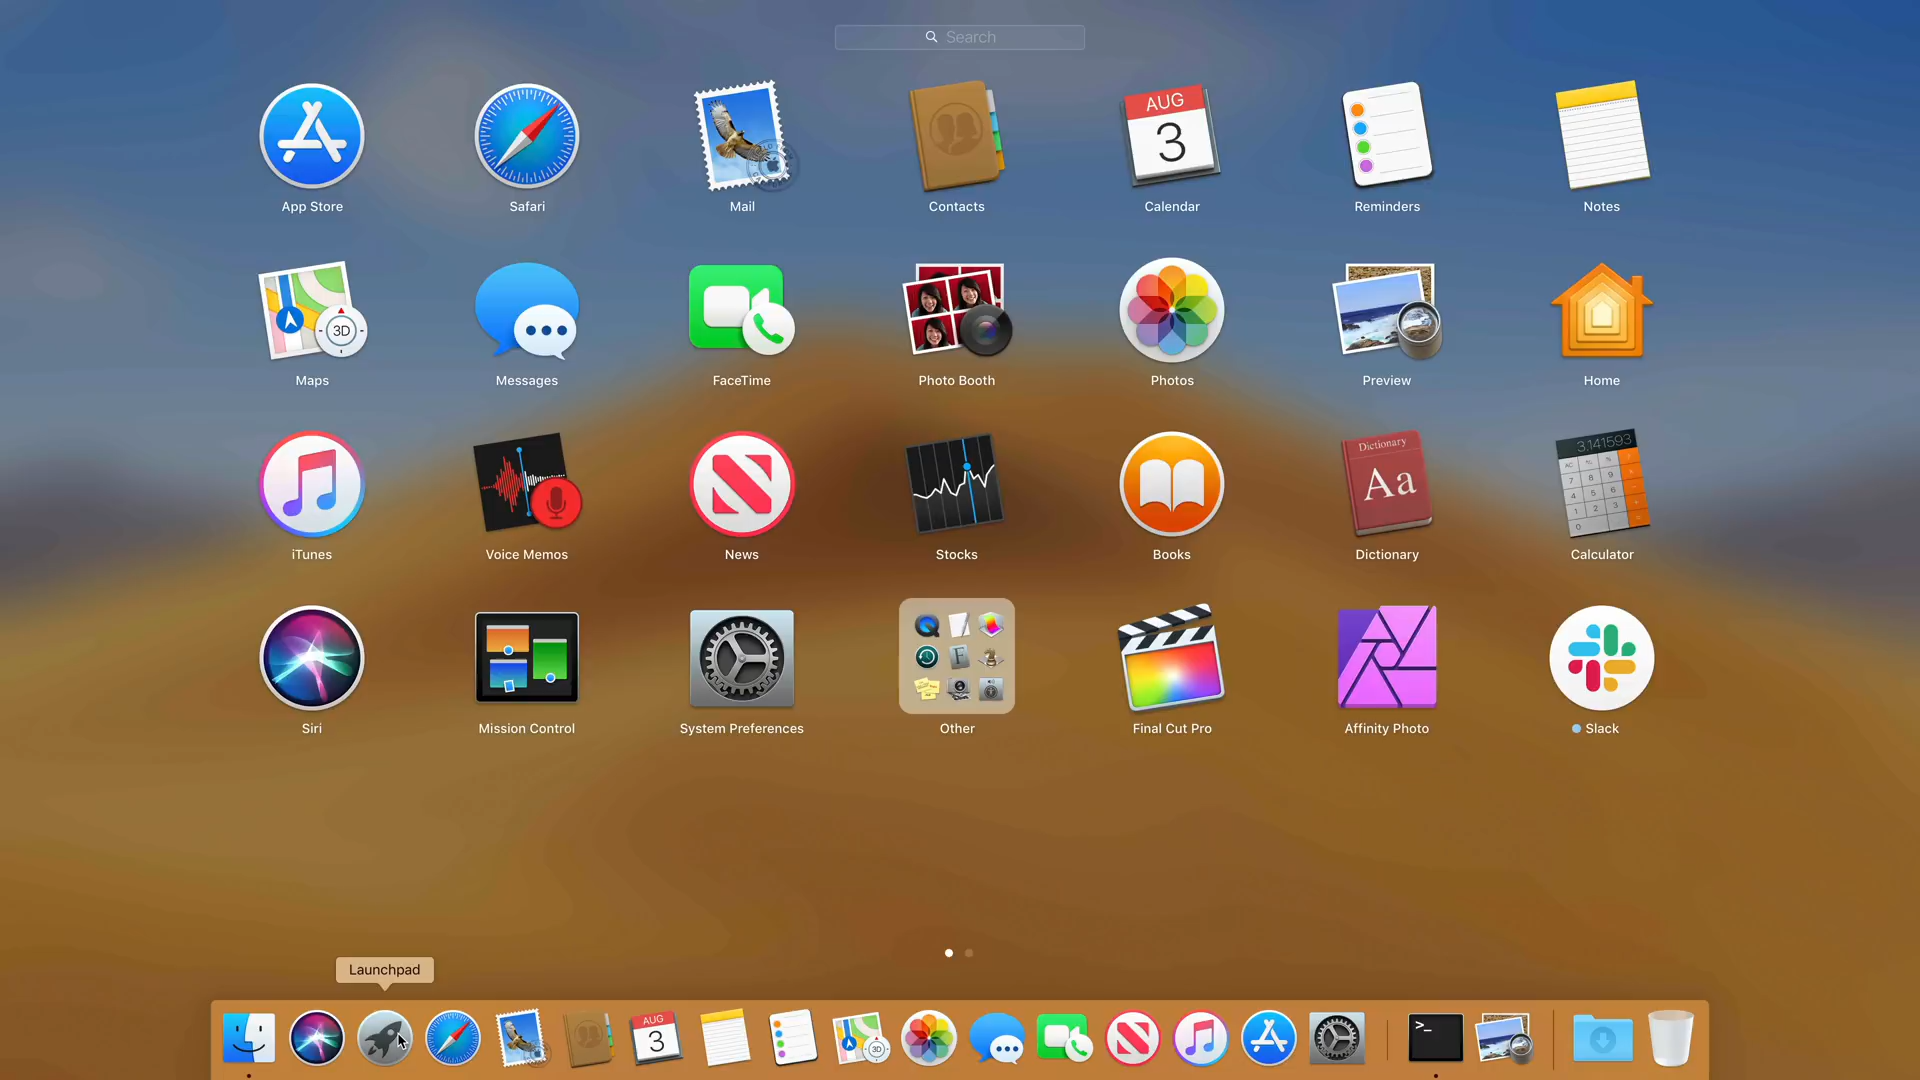 Search
AUG
3
App Store
Safari
Mail
Contacts
Calendar
Reminders
Notes
3D
Maps
Messages
FaceTime
Photo Booth
Photos
Preview
Home
Dictionary
Aa
3.141593
iTunes
Voice Memos
News
Stocks
Books
Dictionary
Calculator
Siri
Mission Control
System Preferences
Other
Final Cut Pro
Affinity Photo
Slack
Launchpad
AUG
3
3D
>_